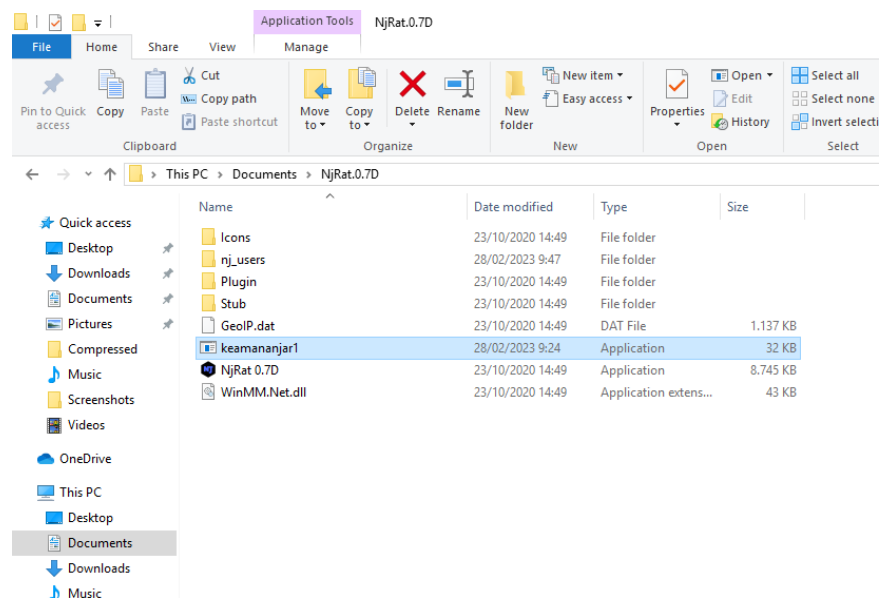 Application Tools NjRat.0.7D
File Home Share View Manage
Pin to Quick access
Copy
Paste
Cut
Copy path
Paste shortcut
Clipboard
Move to
Copy to
Delete
Rename
Organize
New folder
New item
Easy access
New
Properties
Open
Edit
History
Open
Select all
Select none
Invert selecti
Select
This PC > Documents > NjRat.0.7D
Quick access
Desktop
Downloads
Documents
Pictures
Compressed
Music
Screenshots
Videos
OneDrive
This PC
Desktop
Documents
Downloads
Music
Name Date modified Type Size
Icons 23/10/2020 14:49 File folder
nj_users 28/02/2023 9:47 File folder
Plugin 23/10/2020 14:49 File folder
Stub 23/10/2020 14:49 File folder
GeoIP.dat 23/10/2020 14:49 DAT File 1.137 KB
keamananjar1 28/02/2023 9:24 Application 32 KB
NjRat 0.7D 23/10/2020 14:49 Application 8.745 KB
WinMM.Net.dll 23/10/2020 14:49 Application extens... 43 KB